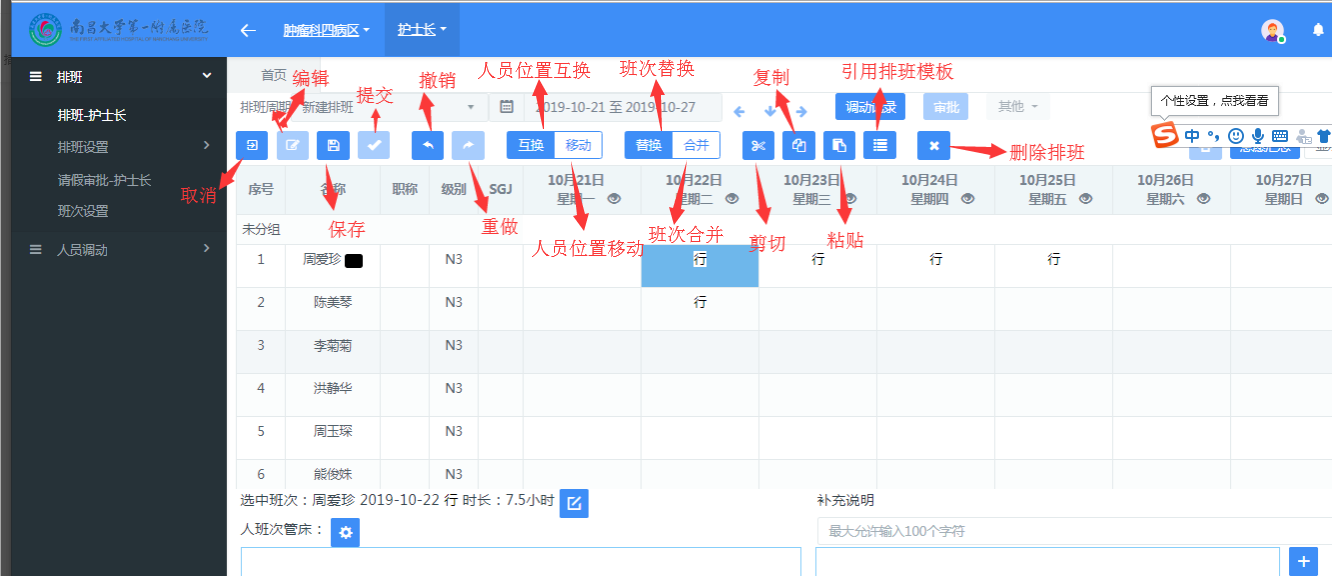 南昌大学第一附属医院
肿瘤科四病区
护士长
排班
首页
排班-护士长
排班设置
请假审批-护士长
班次设置
人员调动
编辑
提交
撤销
人员位置互换
班次替换
复制
引用排班模板
个性设置，点我看看
排班周期
新建排班
2019-10-21 至 2019-10-27
调动记录
审批
其他
中
互换
移动
替换
合并
删除排班
取消
保存
重做
人员位置移动
班次合并
剪切
粘贴
序号
名称
职称
级别
SGJ
10月21日
星期一
10月22日
星期二
10月23日
星期三
10月24日
星期四
10月25日
星期五
10月26日
星期六
10月27日
星期日
未分组
1 周爱珍 N3 行 行 行 行
2 陈美琴 N3 行
3 李菊菊 N3
4 洪静华 N3
5 周玉琛 N3
6 熊俊姝 N3
选中班次：周爱珍 2019-10-22 行 时长：7.5小时
补充说明
人班次管床：
最大允许输入100个字符